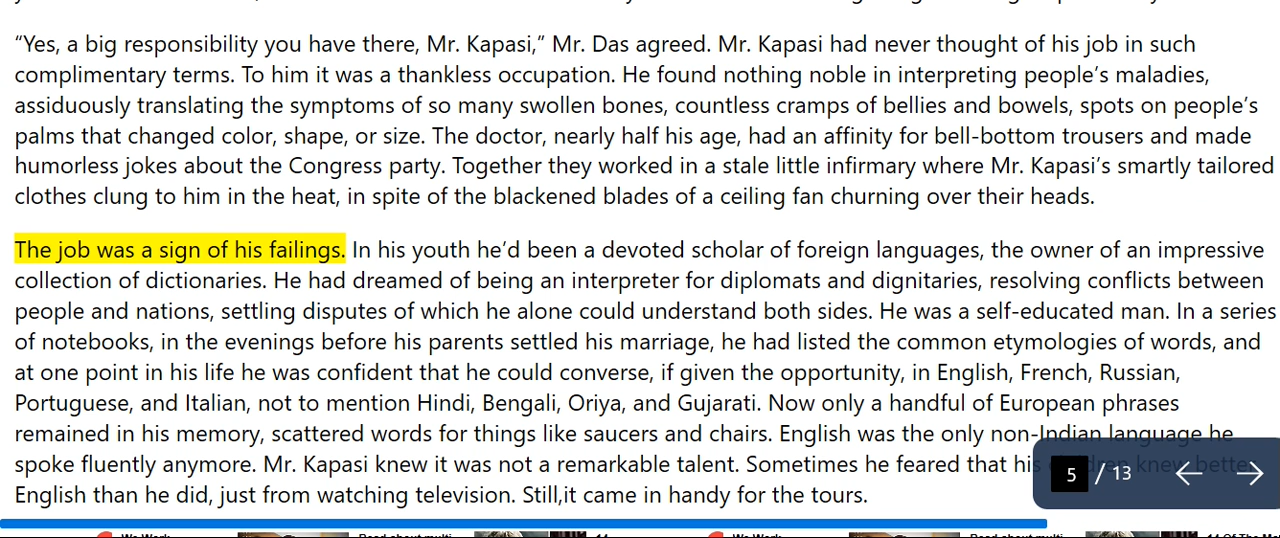 “Yes, a big responsibility you have there, Mr. Kapasi,” Mr. Das agreed. Mr. Kapasi had never thought of his job in such
complimentary terms. To him it was a thankless occupation. He found nothing noble in interpreting people’s maladies,
assiduously translating the symptoms of so many swollen bones, countless cramps of bellies and bowels, spots on people’s
palms that changed color, shape, or size. The doctor, nearly half his age, had an affinity for bell-bottom trousers and made
humorless jokes about the Congress party. Together they worked in a stale little infirmary where Mr. Kapasi’s smartly tailored
clothes clung to him in the heat, in spite of the blackened blades of a ceiling fan churning over their heads.
The job was a sign of his failings. In his youth he’d been a devoted scholar of foreign languages, the owner of an impressive
collection of dictionaries. He had dreamed of being an interpreter for diplomats and dignitaries, resolving conflicts between
people and nations, settling disputes of which he alone could understand both sides. He was a self-educated man. In a series
of notebooks, in the evenings before his parents settled his marriage, he had listed the common etymologies of words, and
at one point in his life he was confident that he could converse, if given the opportunity, in English, French, Russian,
Portuguese, and Italian, not to mention Hindi, Bengali, Oriya, and Gujarati. Now only a handful of European phrases
remained in his memory, scattered words for things like saucers and chairs. English was the only non-Indian language he
spoke fluently anymore. Mr. Kapasi knew it was not a remarkable talent. Sometimes he feared that his children knew better
English than he did, just from watching television. Still,it came in handy for the tours.
5 / 13